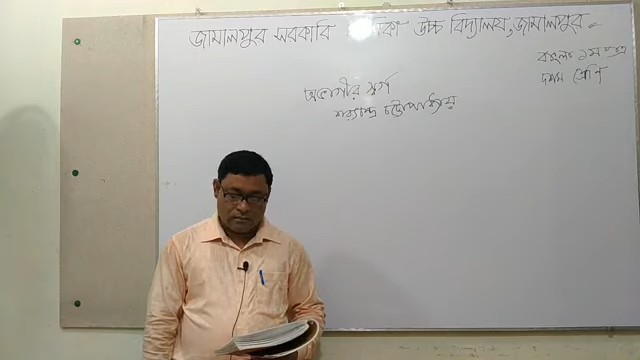 জামালপুর সরকারি উচ্চ বিদ্যালয়, জামালপুর
বাংলা ১ম পত্র
দশম শ্রেণি
অভাগীর স্বর্গ
শরৎচন্দ্র চট্টোপাধ্যায়